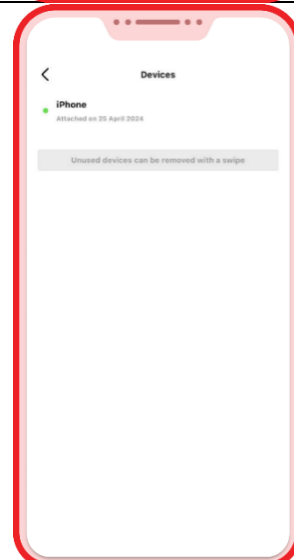 Devices
iPhone
Attached on 25 April 2024
Unused devices can be removed with a swipe